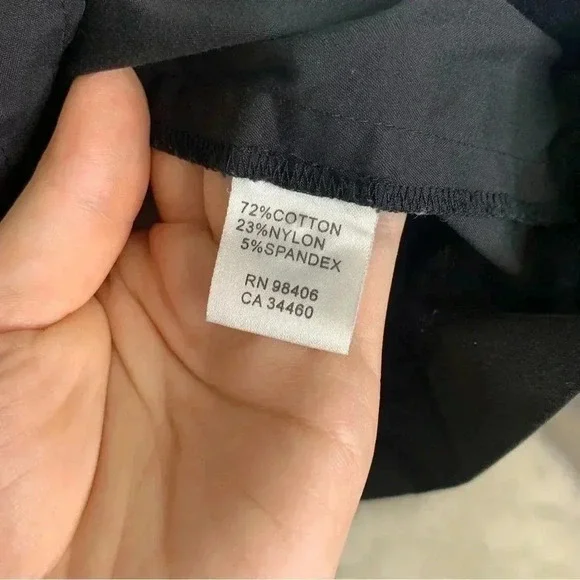 72%COTTON
23%NYLON
5%SPANDEX
RN 98406
CA 34460